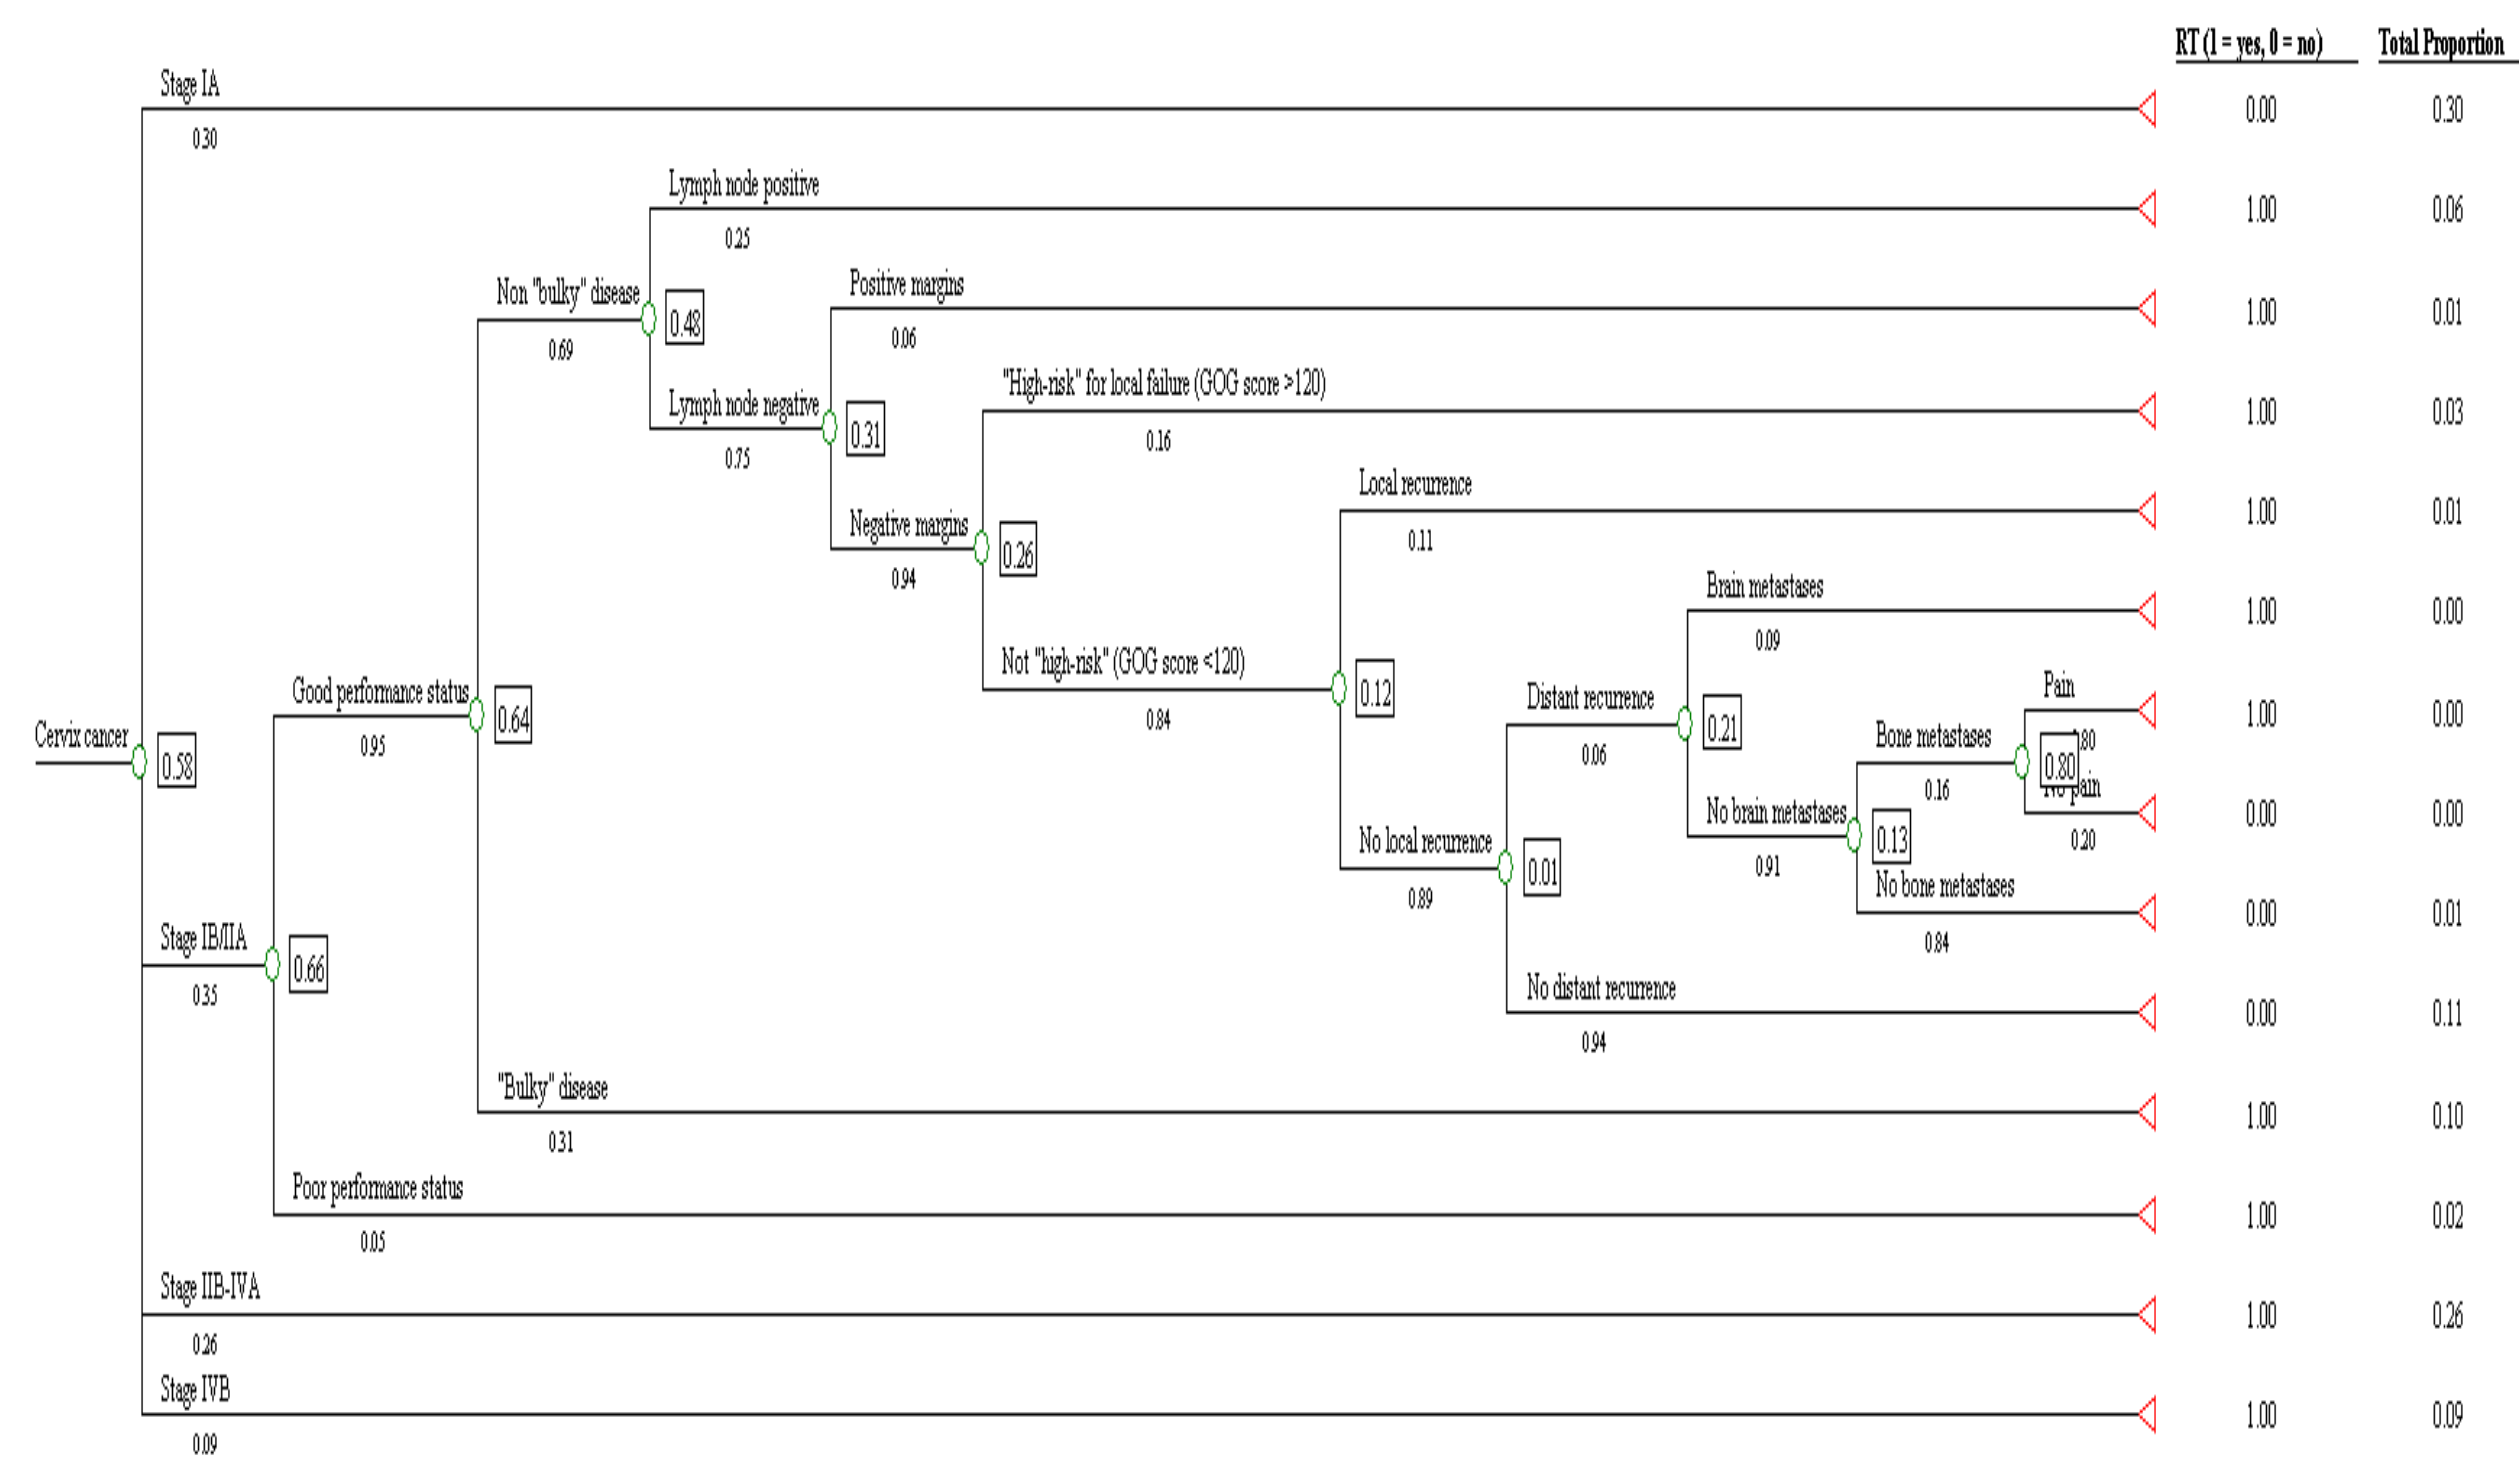 RT (1 = yes, 0 = no) Total Proportion
Stage IA
0.30
0.00 0.30
Lymph node positive
0.25
1.00 0.06
Non "bulky" disease
0.69
0.48
Positive margins
0.06
1.00 0.01
Lymph node negative
0.75
0.31
"High-risk" for local failure (GOG score >120)
0.16
1.00 0.03
Negative margins
0.94
0.26
Local recurrence
0.11
1.00 0.01
Not "high-risk" (GOG score <120)
0.84
0.12
Brain metastases
0.09
1.00 0.00
Good performance status
0.95
0.64
Distant recurrence
0.06
0.21
Pain
.80
1.00 0.00
Cervix cancer
0.58
Bone metastases
0.16
0.80
No pain
0.20
0.00 0.00
No brain metastases
0.91
0.13
No local recurrence
0.89
0.01
No bone metastases
0.84
0.00 0.01
Stage IB/IIA
0.35
0.66
No distant recurrence
0.94
0.00 0.11
"Bulky" disease
0.31
1.00 0.10
Poor performance status
0.05
1.00 0.02
Stage IIB-IVA
0.26
1.00 0.26
Stage IVB
0.09
1.00 0.09